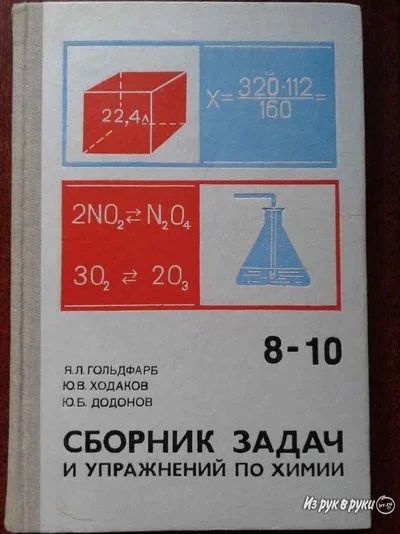 22,4л
X= 320·112 / 160 =
2NO₂ ⇄ N₂O₄
3O₂ ⇄ 2O₃
8-10
Я.Л. ГОЛЬДФАРБ
Ю.В. ХОДАКОВ
Ю.Б. ДОДОНОВ
СБОРНИК ЗАДАЧ
И УПРАЖНЕНИЙ ПО ХИМИИ
Из рук в руки